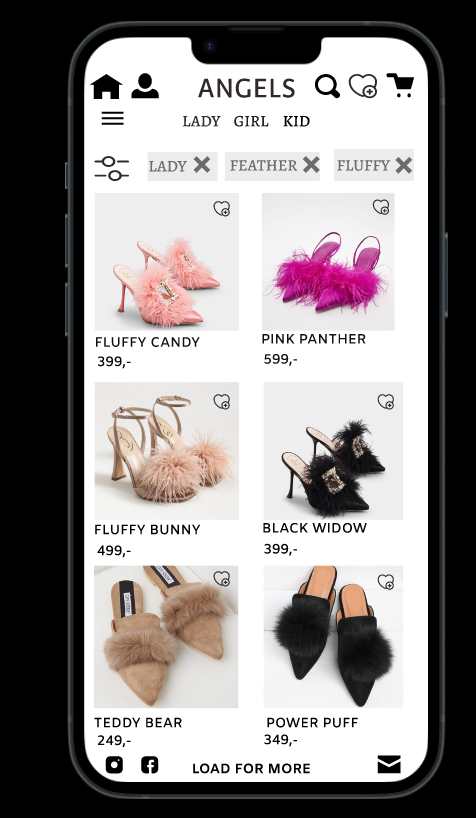 ANGELS
LADY GIRL KID
LADY FEATHER FLUFFY
FLUFFY CANDY
399,-
PINK PANTHER
599,-
FLUFFY BUNNY
499,-
BLACK WIDOW
399,-
TEDDY BEAR
249,-
POWER PUFF
349,-
LOAD FOR MORE